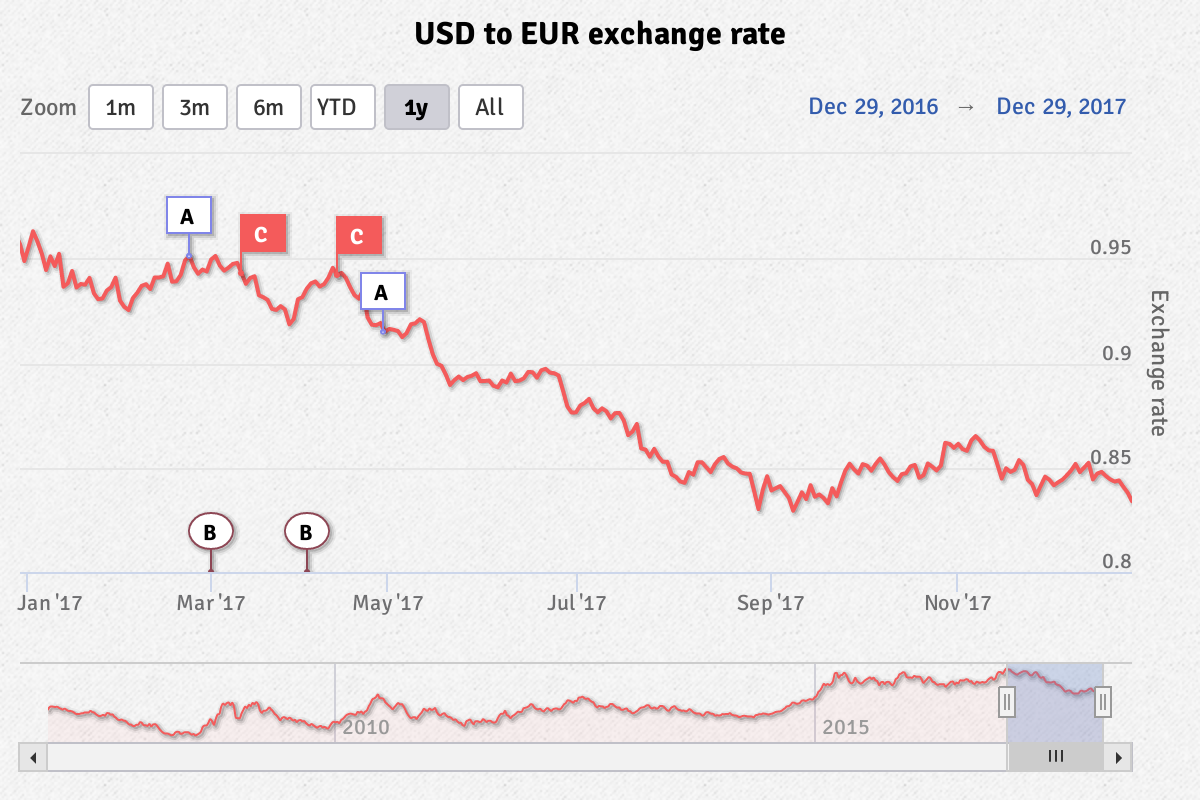 USD to EUR exchange rate
Zoom 1m 3m 6m YTD 1y All Dec 29, 2016 → Dec 29, 2017
A
C C
0.95
A
Exchange rate
0.9
0.85
B B
0.8
Jan '17 Mar '17 May '17 Jul '17 Sep '17 Nov '17
2010 2015